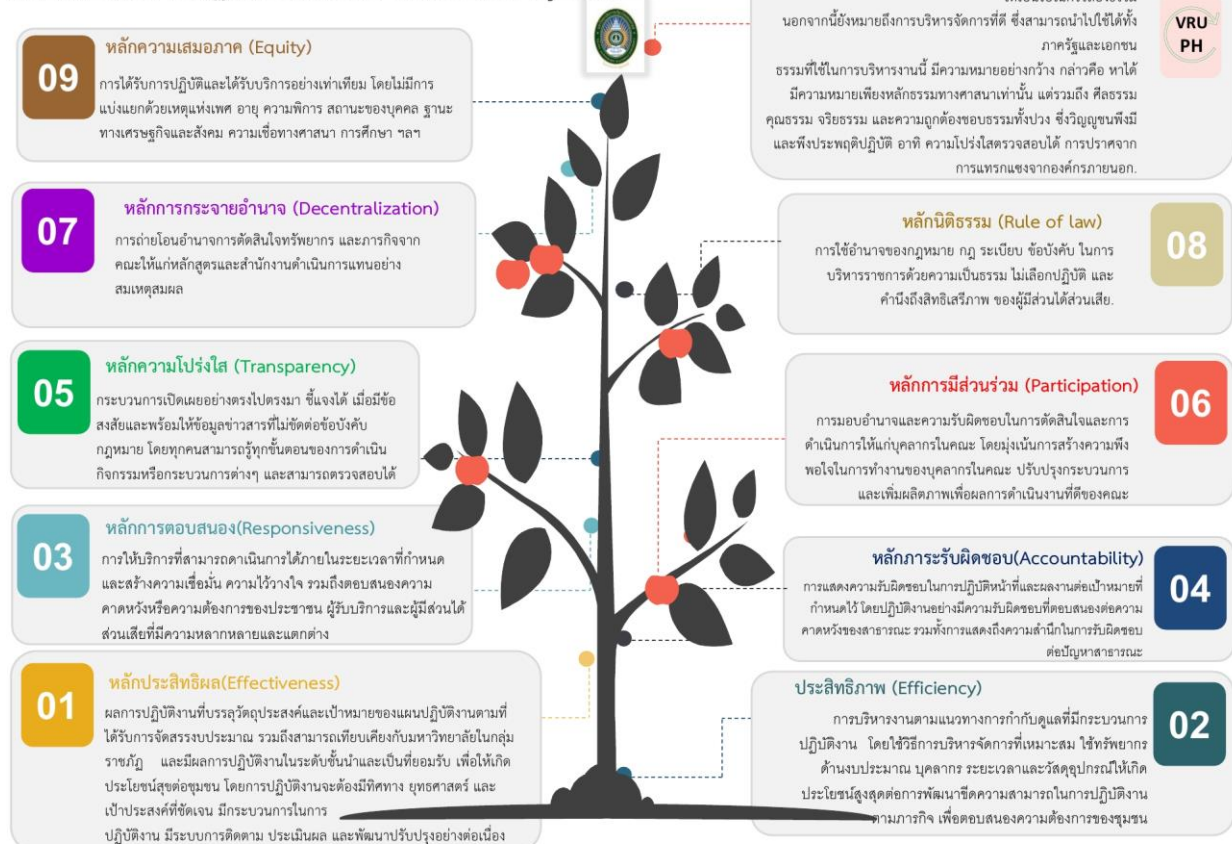 นอกจากนี้ยังหมายถึงการบริหารจัดการที่ดี ซึ่งสามารถนำไปใช้ได้ทั้ง
ภาครัฐและเอกชน
ธรรมที่ใช้ในการบริหารงานนี้ มีความหมายอย่างกว้าง กล่าวคือ หาได้
มีความหมายเพียงหลักธรรมทางศาสนาเท่านั้น แต่รวมถึง ศีลธรรม
คุณธรรม จริยธรรม และความถูกต้องชอบธรรมทั้งปวง ซึ่งวิญญูชนพึงมี
และพึงประพฤติปฏิบัติ อาทิ ความโปร่งใสตรวจสอบได้ การปราศจาก
การแทรกแซงจากองค์กรภายนอก.
VRU
PH
09
หลักความเสมอภาค (Equity)
การได้รับการปฏิบัติและได้รับบริการอย่างเท่าเทียม โดยไม่มีการ
แบ่งแยกด้วยเหตุแห่งเพศ อายุ ความพิการ สถานะของบุคคล ฐานะ
ทางเศรษฐกิจและสังคม ความเชื่อทางศาสนา การศึกษา ฯลฯ
07
หลักการกระจายอำนาจ (Decentralization)
การถ่ายโอนอำนาจการตัดสินใจทรัพยากร และภารกิจจาก
คณะให้แก่หลักสูตรและสำนักงานดำเนินการแทนอย่าง
สมเหตุสมผล
หลักนิติธรรม (Rule of law)
การใช้อำนาจของกฎหมาย กฎ ระเบียบ ข้อบังคับ ในการ
บริหารราชการด้วยความเป็นธรรม ไม่เลือกปฏิบัติ และ
คำนึงถึงสิทธิเสรีภาพ ของผู้มีส่วนได้ส่วนเสีย.
08
05
หลักความโปร่งใส (Transparency)
กระบวนการเปิดเผยอย่างตรงไปตรงมา ชี้แจงได้ เมื่อมีข้อ
สงสัยและพร้อมให้ข้อมูลข่าวสารที่ไม่ขัดต่อข้อบังคับ
กฎหมาย โดยทุกคนสามารถรู้ทุกขั้นตอนของการดำเนิน
กิจกรรมหรือกระบวนการต่างๆ และสามารถตรวจสอบได้
หลักการมีส่วนร่วม (Participation)
การมอบอำนาจและความรับผิดชอบในการตัดสินใจและการ
ดำเนินการให้แก่บุคลากรในคณะ โดยมุ่งเน้นการสร้างความพึง
พอใจในการทำงานของบุคลากรในคณะ ปรับปรุงกระบวนการ
และเพิ่มผลิตภาพเพื่อผลการดำเนินงานที่ดีของคณะ
06
03
หลักการตอบสนอง(Responsiveness)
การให้บริการที่สามารถดาเนินการได้ภายในระยะเวลาที่กำหนด
และสร้างความเชื่อมั่น ความไว้วางใจ รวมถึงตอบสนองความ
คาดหวังหรือความต้องการของประชาชน ผู้รับบริการและผู้มีส่วนได้
ส่วนเสียที่มีความหลากหลายและแตกต่าง
หลักภาระรับผิดชอบ(Accountability)
การแสดงความรับผิดชอบในการปฏิบัติหน้าที่และผลงานต่อเป้าหมายที่
กำหนดไว้ โดยปฏิบัติงานอย่างมีความรับผิดชอบที่ตอบสนองต่อความ
คาดหวังของสาธารณะ รวมทั้งการแสดงถึงความสำนึกในการรับผิดชอบ
ต่อปัญหาสาธารณะ
04
01
หลักประสิทธิผล(Effectiveness)
ผลการปฏิบัติงานที่บรรลุวัตถุประสงค์และเป้าหมายของแผนปฏิบัติงานตามที่
ได้รับการจัดสรรงบประมาณ รวมถึงสามารถเทียบเคียงกับมหาวิทยาลัยในกลุ่ม
ราชภัฏ และมีผลการปฏิบัติงานในระดับชั้นนำและเป็นที่ยอมรับ เพื่อให้เกิด
ประโยชน์สุขต่อชุมชน โดยการปฏิบัติงานจะต้องมีทิศทาง ยุทธศาสตร์ และ
เป้าประสงค์ที่ชัดเจน มีกระบวนการในการ
ปฏิบัติงาน มีระบบการติดตาม ประเมินผล และพัฒนาปรับปรุงอย่างต่อเนื่อง
ประสิทธิภาพ (Efficiency)
การบริหารงานตามแนวทางการกำกับดูแลที่มีกระบวนการ
ปฏิบัติงาน โดยใช้วิธีการบริหารจัดการที่เหมาะสม ใช้ทรัพยากร
ด้านงบประมาณ บุคลากร ระยะเวลาและวัสดุอุปกรณ์ให้เกิด
ประโยชน์สูงสุดต่อการพัฒนาขีดความสามารถในการปฏิบัติงาน
ตามภารกิจ เพื่อตอบสนองความต้องการของชุมชน
02